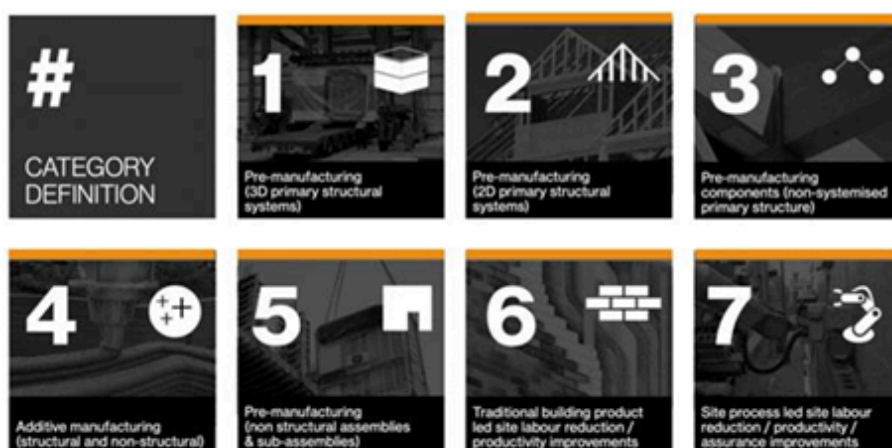 #
CATEGORY
DEFINITION
1
Pre-manufacturing
(3D primary structural
systems)
2
Pre-manufacturing
(2D primary structural
systems)
3
Pre-manufacturing
components (non-systemised
primary structure)
4
Additive manufacturing
(structural and non-structural)
5
Pre-manufacturing
(non structural assemblies
& sub-assemblies)
6
Traditional building product
led site labour reduction /
productivity improvements
7
Site process led site labour
reduction / productivity /
assurance improvements